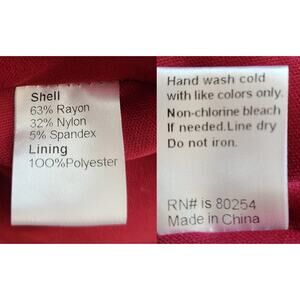 Shell
63% Rayon
32% Nylon
5% Spandex
Lining
100%Polyester
Hand wash cold
with like colors only.
Non-chlorine bleach
If needed.Line dry
Do not iron.
RN# is 80254
Made in China